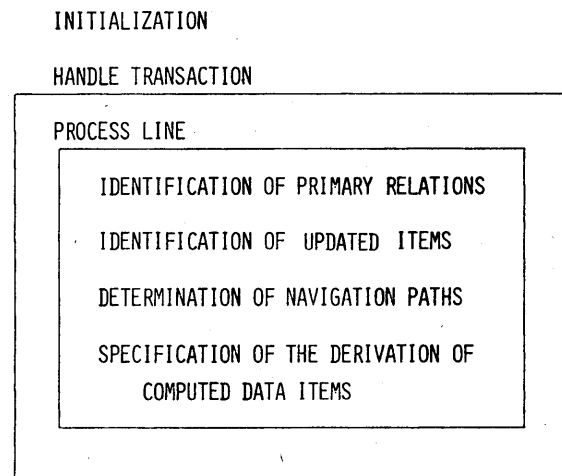 INITIALIZATION
HANDLE TRANSACTION
PROCESS LINE
IDENTIFICATION OF PRIMARY RELATIONS
IDENTIFICATION OF UPDATED ITEMS
DETERMINATION OF NAVIGATION PATHS
SPECIFICATION OF THE DERIVATION OF
COMPUTED DATA ITEMS